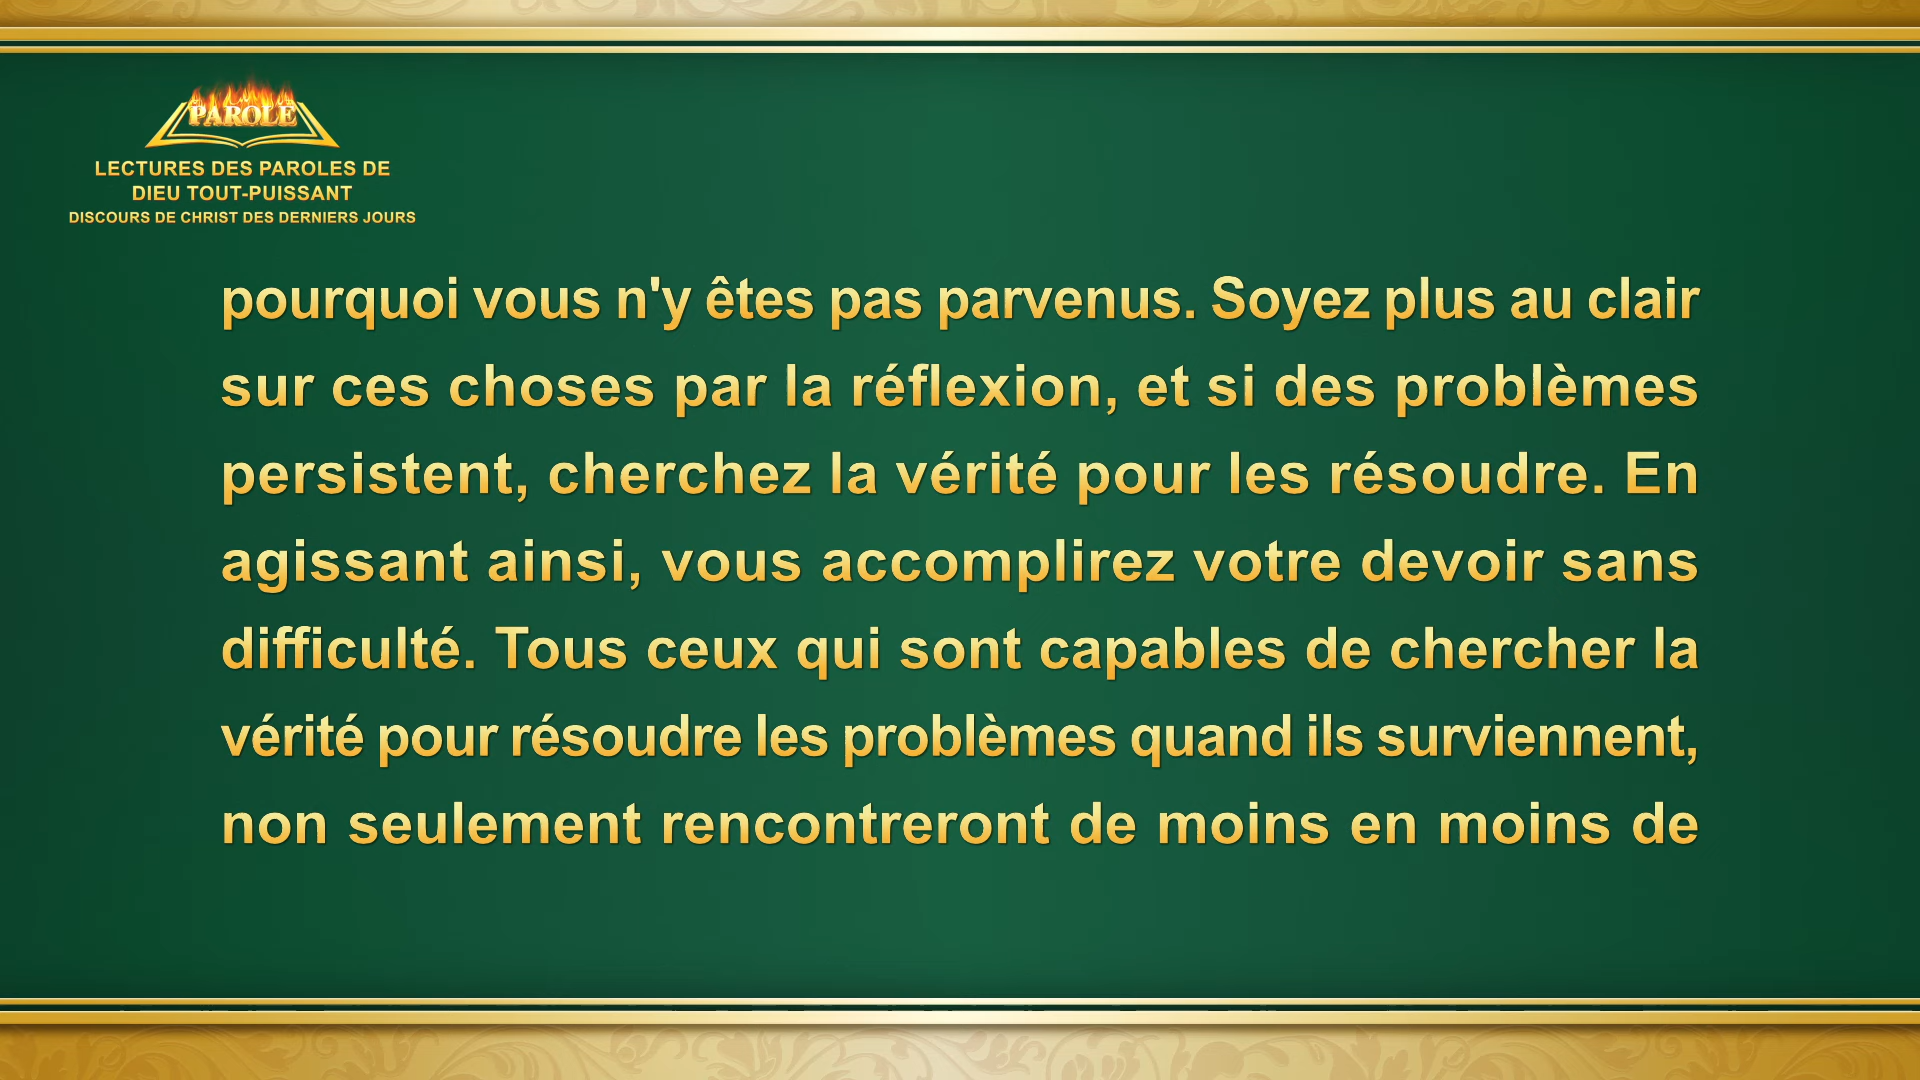 PAROLE
LECTURES DES PAROLES DE
DIEU TOUT-PUISSANT
DISCOURS DE CHRIST DES DERNIERS JOURS
pourquoi vous n'y êtes pas parvenus. Soyez plus au clair
sur ces choses par la réflexion, et si des problèmes
persistent, cherchez la vérité pour les résoudre. En
agissant ainsi, vous accomplirez votre devoir sans
difficulté. Tous ceux qui sont capables de chercher la
vérité pour résoudre les problèmes quand ils surviennent,
non seulement rencontreront de moins en moins de